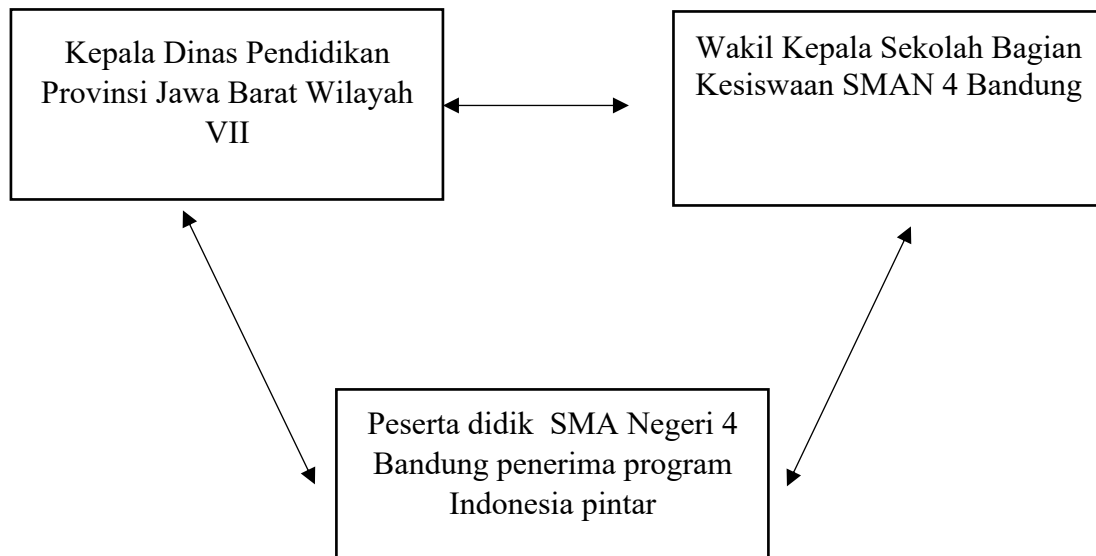 Kepala Dinas Pendidikan
Provinsi Jawa Barat Wilayah
VII
Wakil Kepala Sekolah Bagian
Kesiswaan SMAN 4 Bandung
Peserta didik  SMA Negeri 4
Bandung penerima program
Indonesia pintar